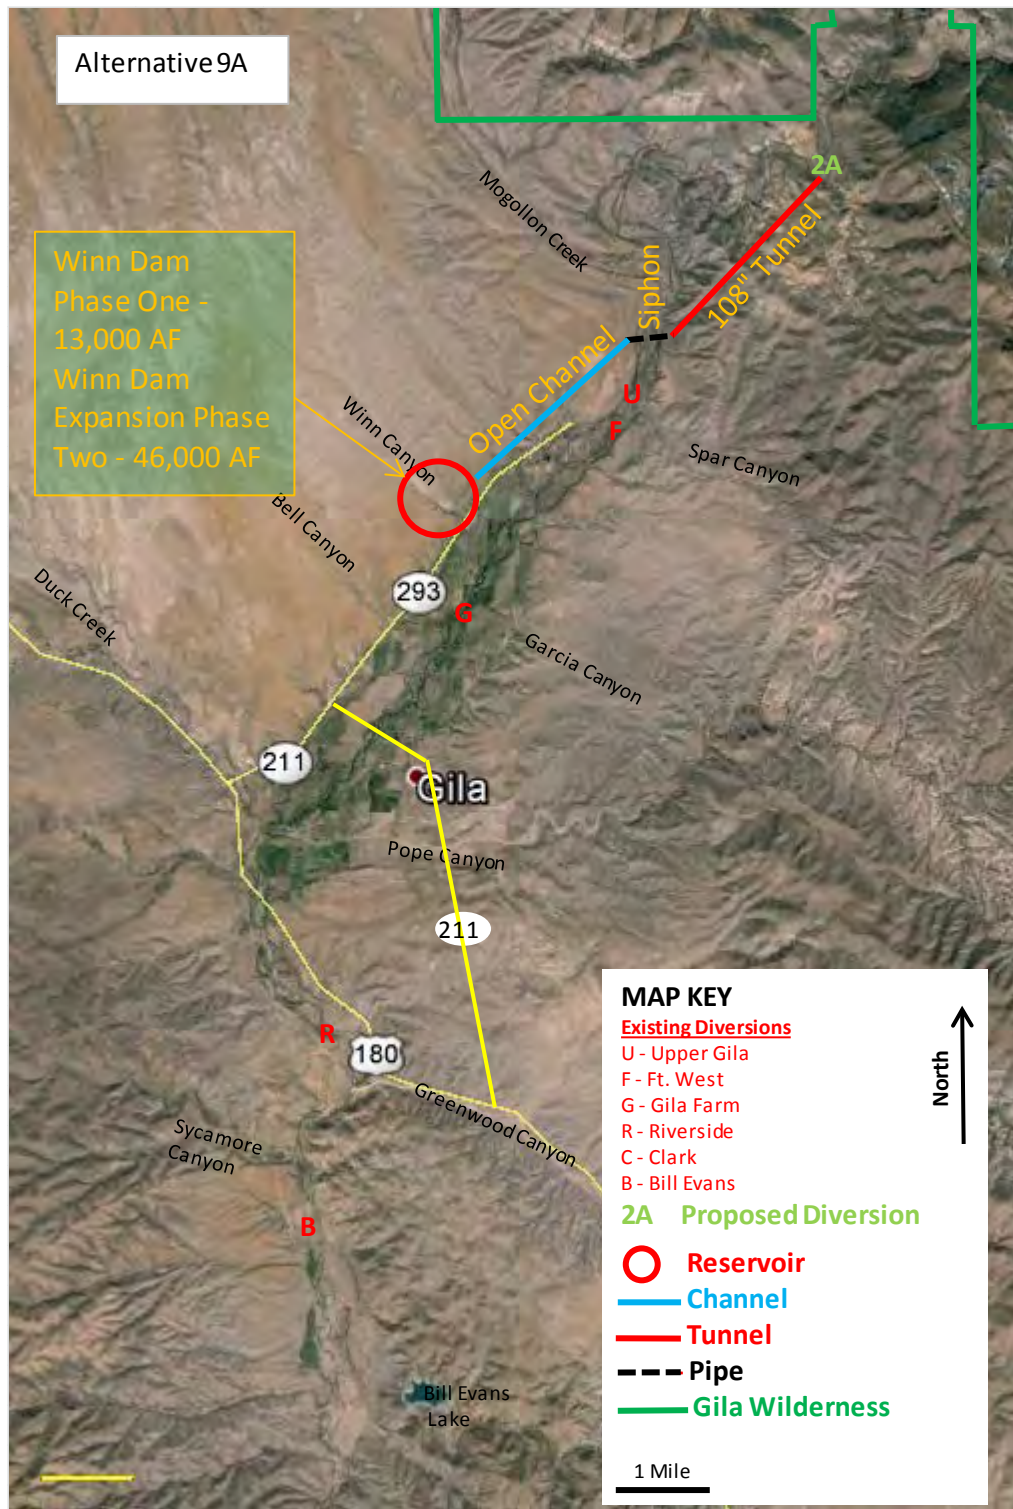 Alternative 9A
2A
Mogollon Creek
108" Tunnel
Siphon
Winn Dam
Phase One -
13,000 AF
Winn Dam
Expansion Phase
Two - 46,000 AF
Open Channel
U
F
Winn Canyon
Spar Canyon
Bell Canyon
Duck Creek
293
G
Garcia Canyon
211
Gila
Pope Canyon
211
R
180
Greenwood Canyon
Sycamore
Canyon
B
Bill Evans
Lake
MAP KEY
Existing Diversions
U - Upper Gila
F - Ft. West
G - Gila Farm
R - Riverside
C - Clark
B - Bill Evans
2A Proposed Diversion
Reservoir
Channel
Tunnel
Pipe
Gila Wilderness
North
1 Mile